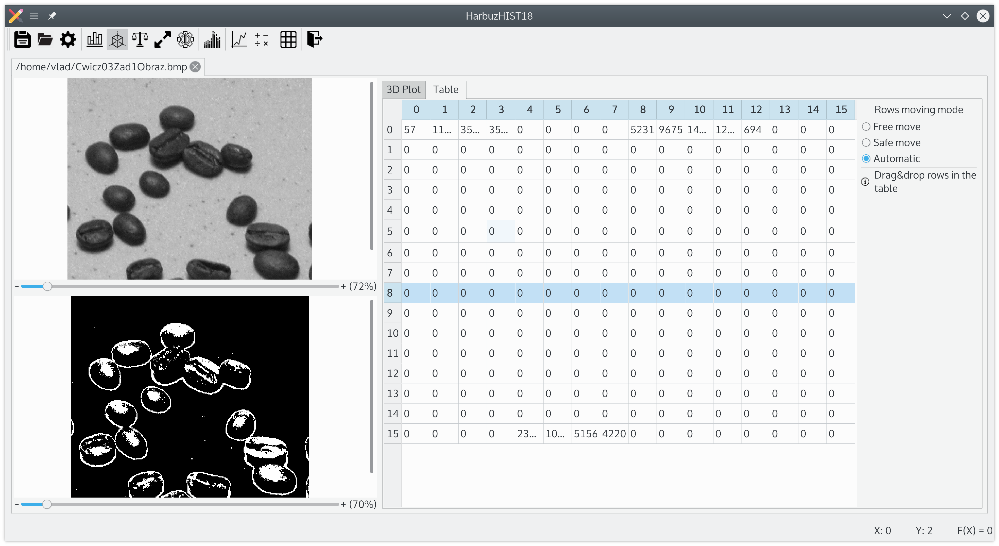 HarbuzHIST18
/home/vlad/Cwicz03Zad1Obraz.bmp
- + (72%)
- + (70%)
3D Plot Table
0 1 2 3 4 5 6 7 8 9 10 11 12 13 14 15
0 57 11... 35... 35... 0 0 0 0 5231 9675 14... 12... 694 0 0 0
1 0 0 0 0 0 0 0 0 0 0 0 0 0 0 0 0
2 0 0 0 0 0 0 0 0 0 0 0 0 0 0 0 0
3 0 0 0 0 0 0 0 0 0 0 0 0 0 0 0 0
4 0 0 0 0 0 0 0 0 0 0 0 0 0 0 0 0
5 0 0 0 0 0 0 0 0 0 0 0 0 0 0 0 0
6 0 0 0 0 0 0 0 0 0 0 0 0 0 0 0 0
7 0 0 0 0 0 0 0 0 0 0 0 0 0 0 0 0
8 0 0 0 0 0 0 0 0 0 0 0 0 0 0 0 0
9 0 0 0 0 0 0 0 0 0 0 0 0 0 0 0 0
10 0 0 0 0 0 0 0 0 0 0 0 0 0 0 0 0
11 0 0 0 0 0 0 0 0 0 0 0 0 0 0 0 0
12 0 0 0 0 0 0 0 0 0 0 0 0 0 0 0 0
13 0 0 0 0 0 0 0 0 0 0 0 0 0 0 0 0
14 0 0 0 0 0 0 0 0 0 0 0 0 0 0 0 0
15 0 0 0 0 23... 10... 5156 4220 0 0 0 0 0 0 0 0
Rows moving mode
Free move
Safe move
Automatic
Drag&drop rows in the
table
X: 0 Y: 2 F(X) = 0